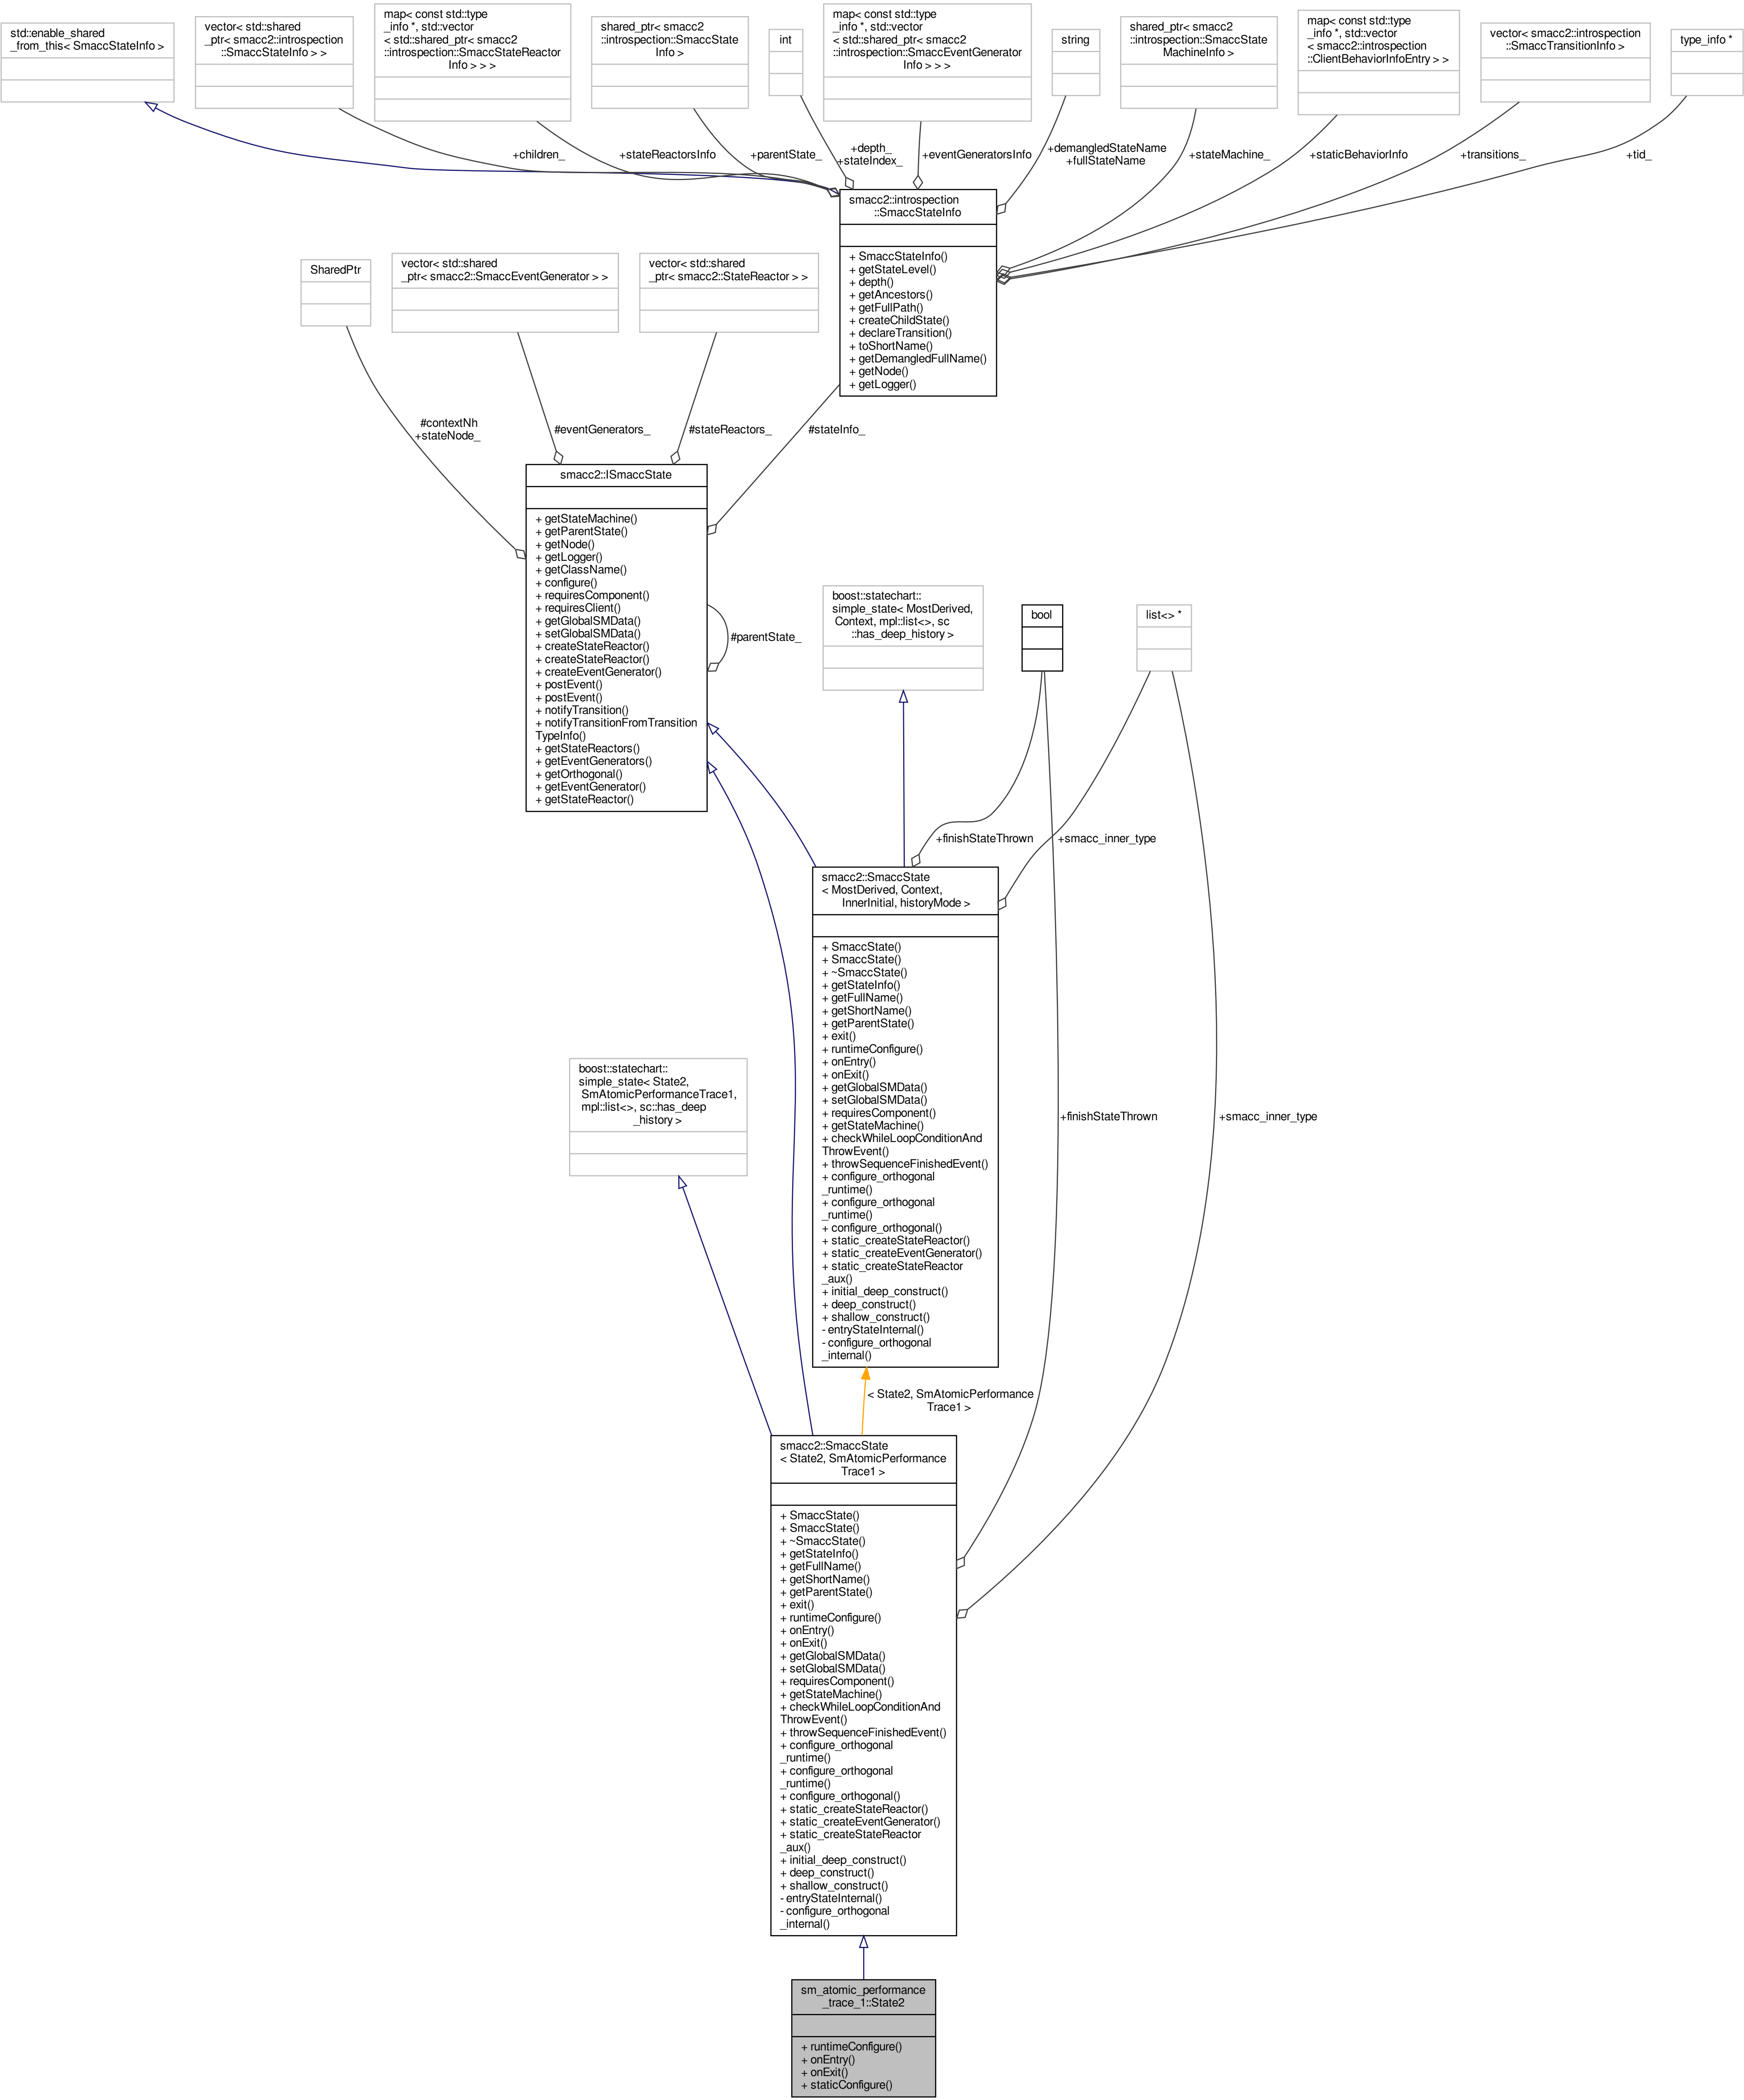 std::enable_shared
_from_this< SmaccStateInfo >
vector< std::shared
_ptr< smacc2::introspection
::SmaccStateInfo > >
map< const std::type
_info *, std::vector
< std::shared_ptr< smacc2
::introspection::SmaccStateReactor
Info > > >
shared_ptr< smacc2
::introspection::SmaccState
Info >
int
map< const std::type
_info *, std::vector
< std::shared_ptr< smacc2
::introspection::SmaccEventGenerator
Info > > >
string
shared_ptr< smacc2
::introspection::SmaccState
MachineInfo >
map< const std::type
_info *, std::vector
< smacc2::introspection
::ClientBehaviorInfoEntry > >
vector< smacc2::introspection
::SmaccTransitionInfo >
type_info *
+children_
+stateReactorsInfo
+parentState_
+depth_
+stateIndex_
+eventGeneratorsInfo
+demangledStateName
+fullStateName
+stateMachine_
+staticBehaviorInfo
+transitions_
+tid_
smacc2::introspection
::SmaccStateInfo
+ SmaccStateInfo()
+ getStateLevel()
+ depth()
+ getAncestors()
+ getFullPath()
+ createChildState()
+ declareTransition()
+ toShortName()
+ getDemangledFullName()
+ getNode()
+ getLogger()
SharedPtr
vector< std::shared
_ptr< smacc2::SmaccEventGenerator > >
vector< std::shared
_ptr< smacc2::StateReactor > >
#contextNh
+stateNode_
#eventGenerators_
#stateReactors_
#stateInfo_
smacc2::ISmaccState
+ getStateMachine()
+ getParentState()
+ getNode()
+ getLogger()
+ getClassName()
+ configure()
+ requiresComponent()
+ requiresClient()
+ getGlobalSMData()
+ setGlobalSMData()
+ createStateReactor()
+ createStateReactor()
+ createEventGenerator()
+ postEvent()
+ postEvent()
+ notifyTransition()
+ notifyTransitionFromTransition
TypeInfo()
+ getStateReactors()
+ getEventGenerators()
+ getOrthogonal()
+ getEventGenerator()
+ getStateReactor()
#parentState_
boost::statechart::
simple_state< MostDerived,
Context, mpl::list<>, sc
::has_deep_history >
bool
list<> *
+finishStateThrown
+smacc_inner_type
smacc2::SmaccState
< MostDerived, Context,
InnerInitial, historyMode >
+ SmaccState()
+ SmaccState()
+ ~SmaccState()
+ getStateInfo()
+ getFullName()
+ getShortName()
+ getParentState()
+ exit()
+ runtimeConfigure()
+ onEntry()
+ onExit()
+ getGlobalSMData()
+ setGlobalSMData()
+ requiresComponent()
+ getStateMachine()
+ checkWhileLoopConditionAnd
ThrowEvent()
+ throwSequenceFinishedEvent()
+ configure_orthogonal
_runtime()
+ configure_orthogonal
_runtime()
+ configure_orthogonal()
+ static_createStateReactor()
+ static_createEventGenerator()
+ static_createStateReactor
_aux()
+ initial_deep_construct()
+ deep_construct()
+ shallow_construct()
- entryStateInternal()
- configure_orthogonal
_internal()
boost::statechart::
simple_state< State2,
SmAtomicPerformanceTrace1,
mpl::list<>, sc::has_deep
_history >
+finishStateThrown
+smacc_inner_type
< State2, SmAtomicPerformance
Trace1 >
smacc2::SmaccState
< State2, SmAtomicPerformance
Trace1 >
+ SmaccState()
+ SmaccState()
+ ~SmaccState()
+ getStateInfo()
+ getFullName()
+ getShortName()
+ getParentState()
+ exit()
+ runtimeConfigure()
+ onEntry()
+ onExit()
+ getGlobalSMData()
+ setGlobalSMData()
+ requiresComponent()
+ getStateMachine()
+ checkWhileLoopConditionAnd
ThrowEvent()
+ throwSequenceFinishedEvent()
+ configure_orthogonal
_runtime()
+ configure_orthogonal
_runtime()
+ configure_orthogonal()
+ static_createStateReactor()
+ static_createEventGenerator()
+ static_createStateReactor
_aux()
+ initial_deep_construct()
+ deep_construct()
+ shallow_construct()
- entryStateInternal()
- configure_orthogonal
_internal()
sm_atomic_performance
_trace_1::State2
+ runtimeConfigure()
+ onEntry()
+ onExit()
+ staticConfigure()